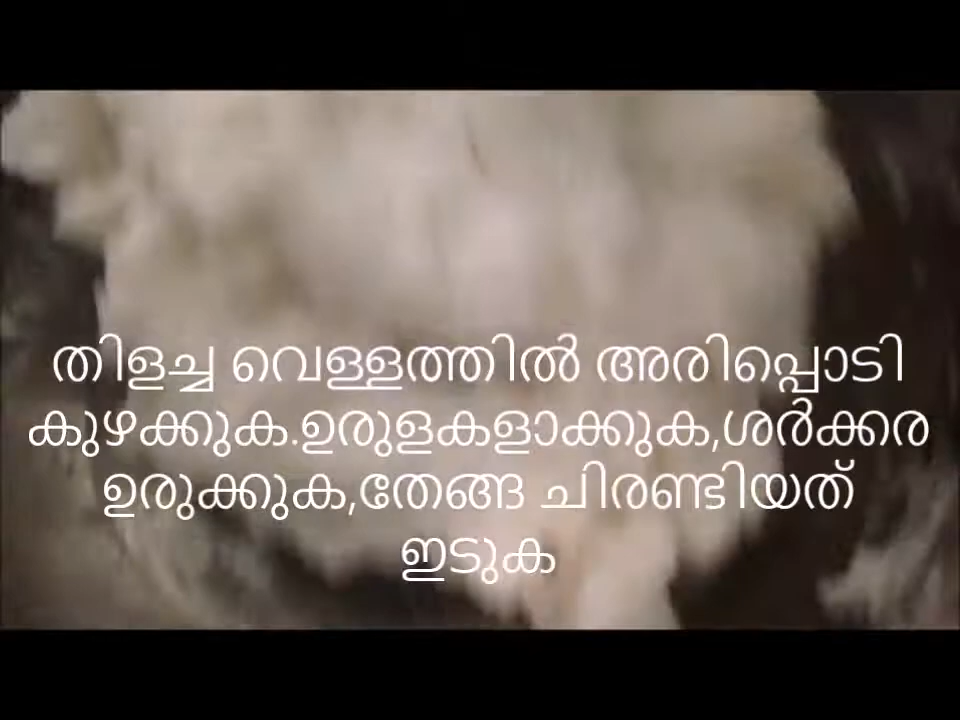 തിളച്ച വെള്ളത്തിൽ അരിപ്പൊടി
കുഴക്കുക.ഉരുളകളാക്കുക,ശർക്കര
ഉരുക്കുക,തേങ്ങ ചിരണ്ടിയത്
ഇടുക